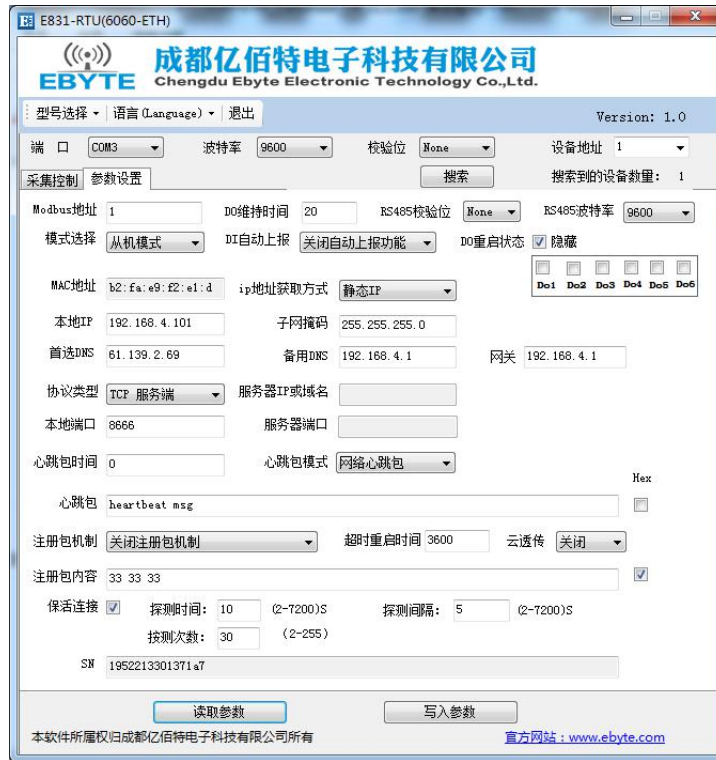 E831-RTU(6060-ETH)
EBYTE 成都亿佰特电子科技有限公司
Chengdu Ebyte Electronic Technology Co.,Ltd.
型号选择 语言(Language) 退出
Version: 1.0
端 口 COM3 波特率 9600 校验位 None 设备地址 1
采集控制 参数设置 搜索 搜索到的设备数量: 1
Modbus地址 1 DO维持时间 20 RS485校验位 None RS485波特率 9600
模式选择 从机模式 DI自动上报 关闭自动上报功能 DO重启状态 隐藏
Do1 Do2 Do3 Do4 Do5 Do6
MAC地址 b2:fa:e9:f2:e1:d ip地址获取方式 静态IP
本地IP 192.168.4.101 子网掩码 255.255.255.0
首选DNS 61.139.2.69 备用DNS 192.168.4.1 网关 192.168.4.1
协议类型 TCP 服务端 服务器IP或域名
本地端口 8666 服务器端口
心跳包时间 0 心跳包模式 网络心跳包
Hex
心跳包 heartbeat msg
注册包机制 关闭注册包机制 超时重启时间 3600 云透传 关闭
注册包内容 33 33 33
保活连接 探测时间: 10 (2-7200)S 探测间隔: 5 (2-7200)S
按测次数: 30 (2-255)
SN 1952213301371a7
读取参数 写入参数
本软件所属权归成都亿佰特电子科技有限公司所有 官方网站：www.ebyte.com